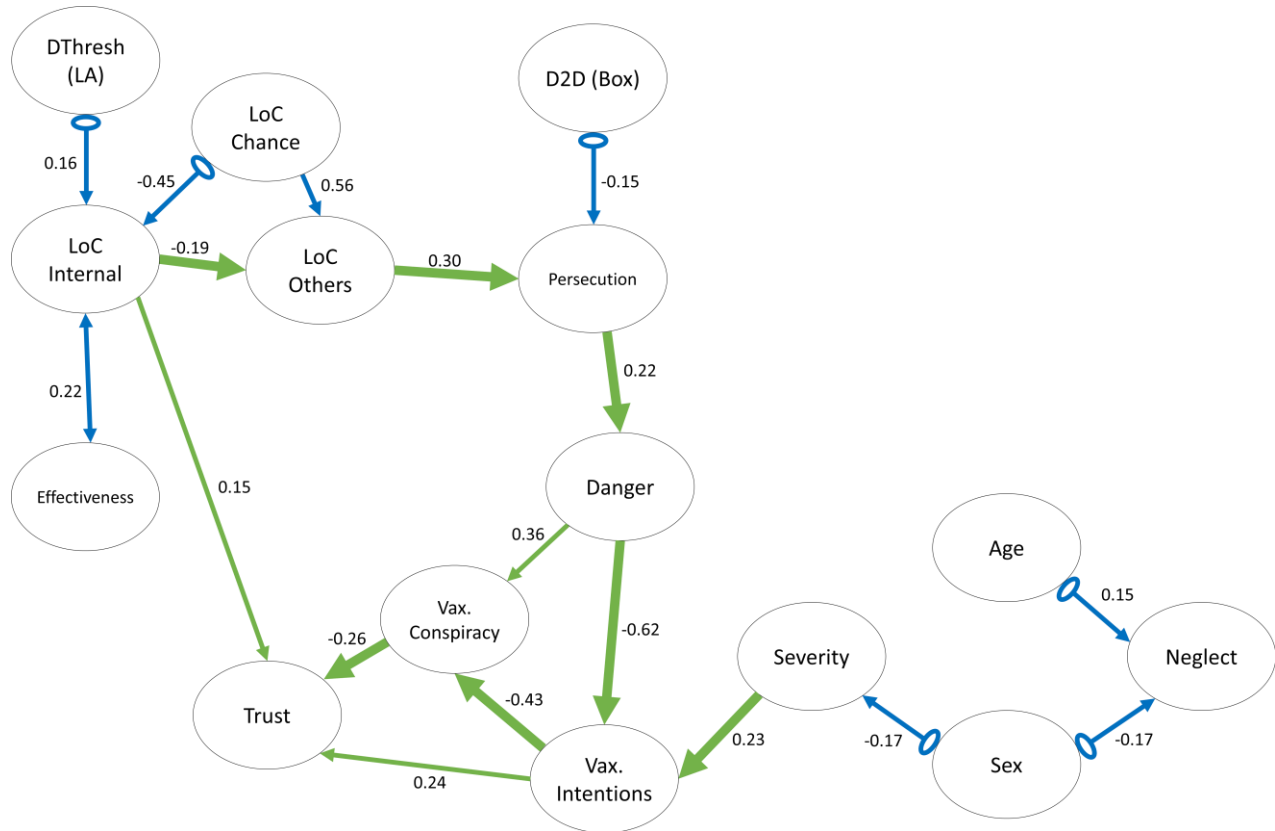 DThresh
(LA)
D2D (Box)
LoC
Chance
0.16
-0.45
0.56
-0.15
LoC
Internal
-0.19
LoC
Others
0.30
Persecution
0.22
0.22
Effectiveness
0.15
Danger
0.36
Age
0.15
Vax.
Conspiracy
-0.62
-0.26
Severity
Neglect
Trust
-0.43
0.23
-0.17
Sex
-0.17
0.24
Vax.
Intentions